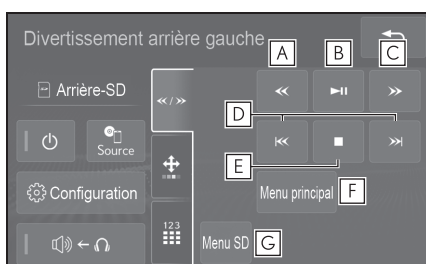 Divertissement arrière gauche
A B C
Arrière-SD
D
Source
E
Configuration
Menu principal F
123
Menu SD G